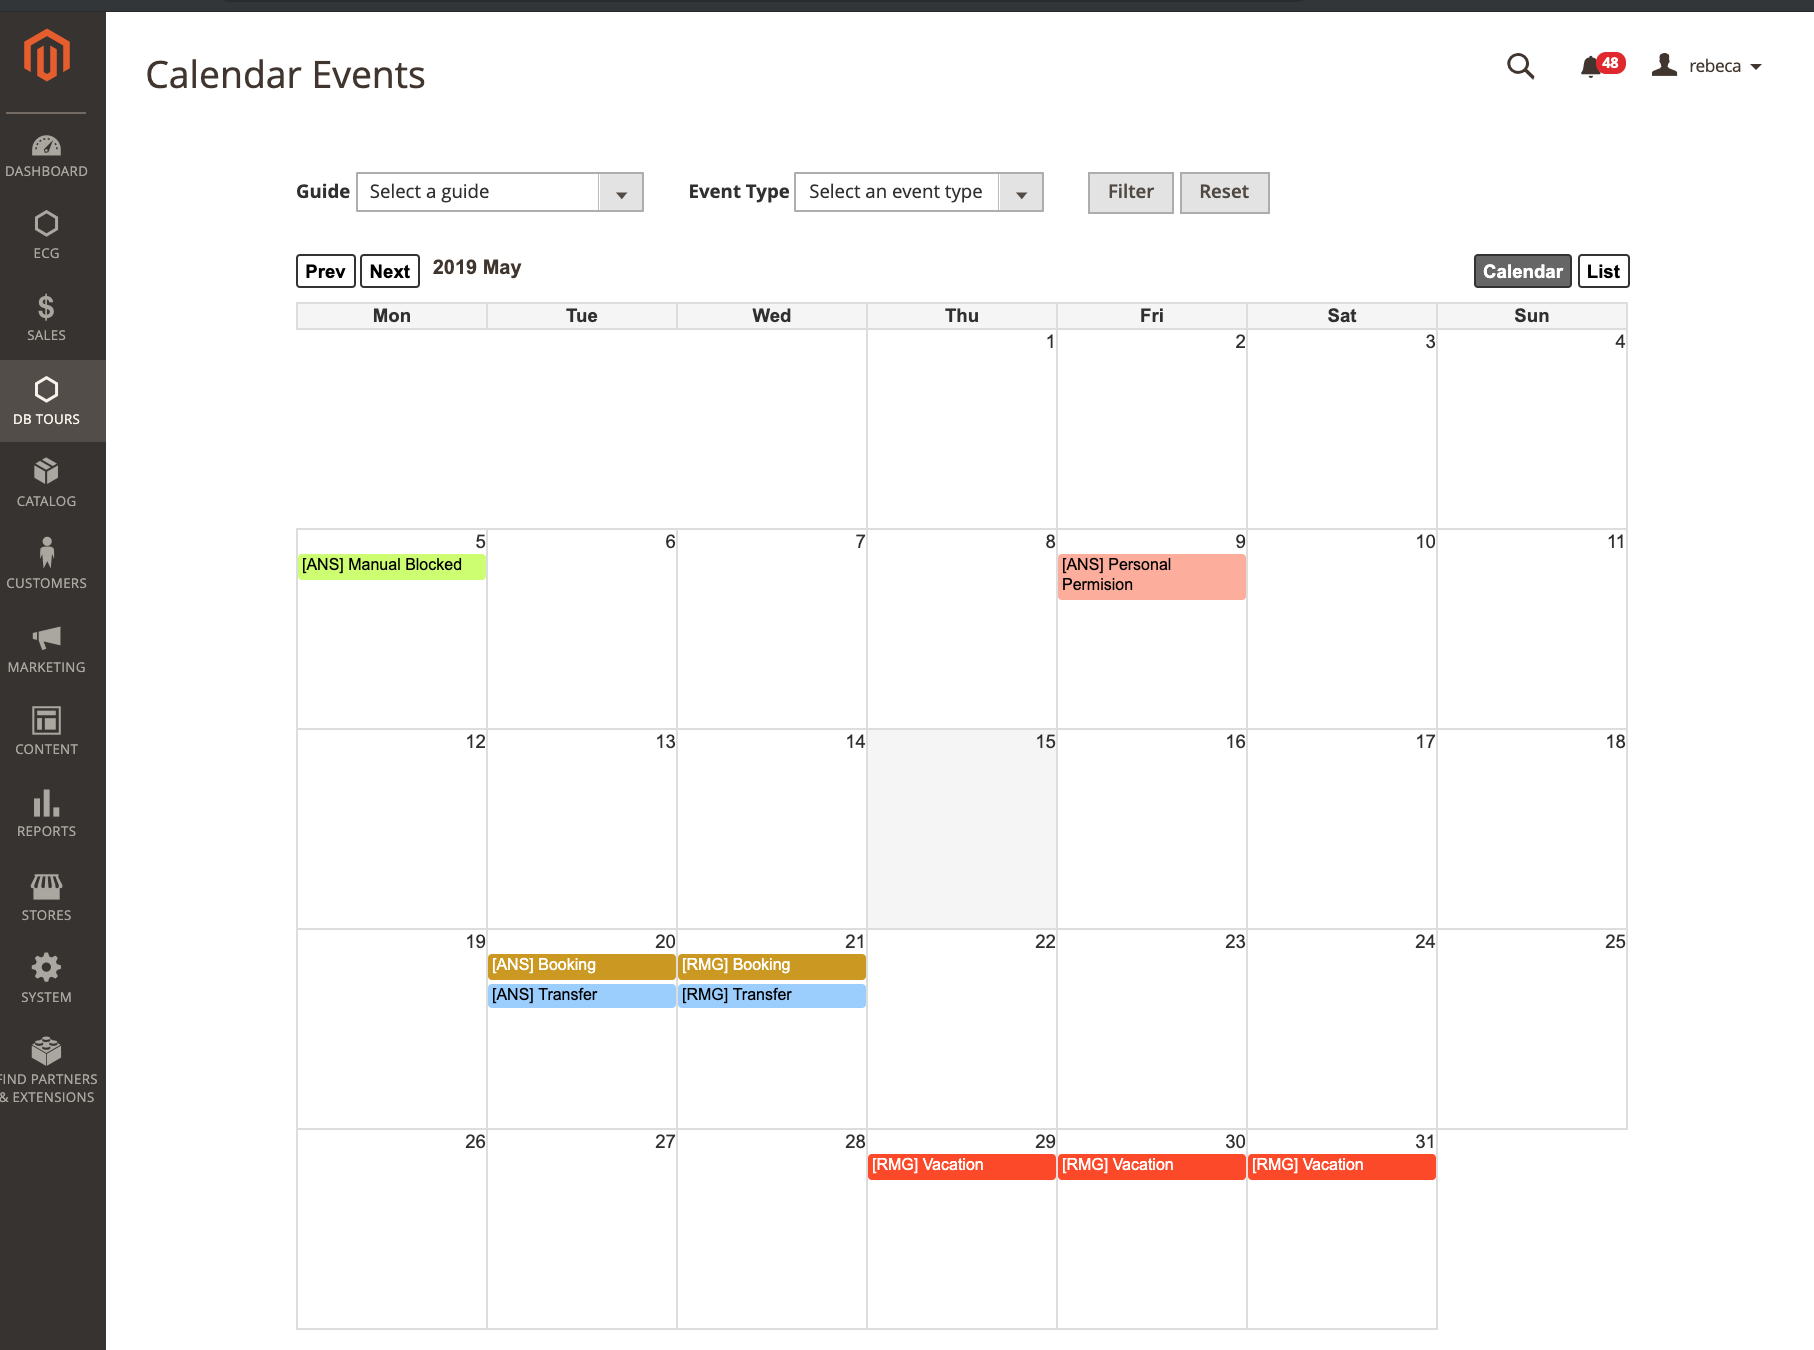 Calendar Events
48
rebeca
DASHBOARD
ECG
SALES
DB TOURS
CATALOG
CUSTOMERS
MARKETING
CONTENT
REPORTS
STORES
SYSTEM
FIND PARTNERS
& EXTENSIONS
Guide Select a guide Event Type Select an event type Filter Reset
Prev Next 2019 May Calendar List
Mon Tue Wed Thu Fri Sat Sun
1 2 3 4
5 6 7 8 9 10 11
[ANS] Manual Blocked [ANS] Personal
Permision
12 13 14 15 16 17 18
19 20 21 22 23 24 25
[ANS] Booking [RMG] Booking
[ANS] Transfer [RMG] Transfer
26 27 28 29 30 31
[RMG] Vacation [RMG] Vacation [RMG] Vacation